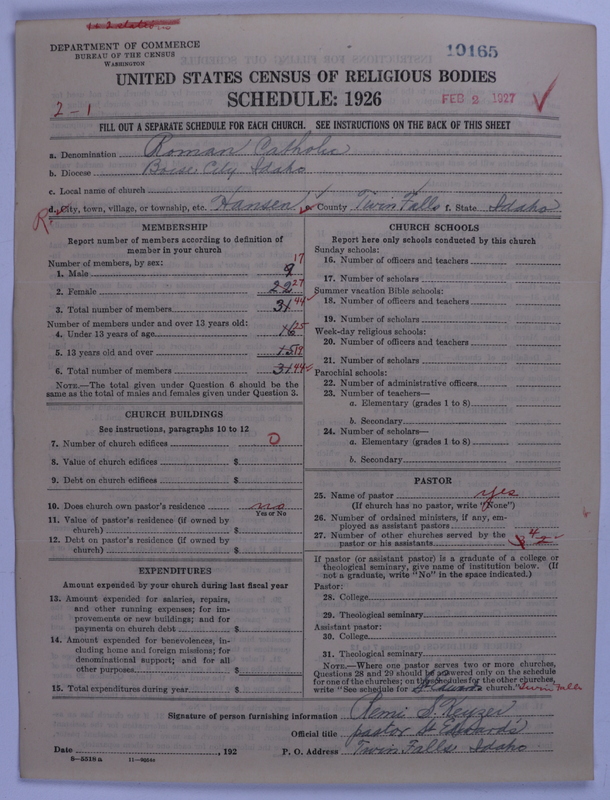 DEPARTMENT OF COMMERCE
BUREAU OF THE CENSUS
WASHINGTON
19165
UNITED STATES CENSUS OF RELIGIOUS BODIES
SCHEDULE: 1926
FEB 2 1927
2-1
FILL OUT A SEPARATE SCHEDULE FOR EACH CHURCH. SEE INSTRUCTIONS ON THE BACK OF THIS SHEET
a. Denomination Roman Catholic
b. Diocese Boise City Idaho
c. Local name of church
d. City, town, village, or township, etc. Hansen e. County Twin Falls f. State Idaho
R
MEMBERSHIP
Report number of members according to definition of
member in your church
Number of members, by sex:
1. Male 9 17
2. Female 22 27
3. Total number of members 31 44
Number of members under and over 13 years old:
4. Under 13 years of age 16 25
5. 13 years old and over 15 19
6. Total number of members 31 44
NOTE.—The total given under Question 6 should be
same as the total of males and females given under Question 3.
CHURCH BUILDINGS
See instructions, paragraphs 10 to 12
7. Number of church edifices 0
8. Value of church edifices $
9. Debt on church edifices $
10. Does church own pastor's residence? no
Yes or No
11. Value of pastor's residence (if owned by
church) $
12. Debt on pastor's residence (if owned by
church) $
EXPENDITURES
Amount expended by your church during last fiscal year
13. Amount expended for salaries, repairs,
and other running expenses; for im-
provements or new buildings; and for
payments on church debt $
14. Amount expended for benevolences, in-
cluding home and foreign missions; for
denominational support; and for all
other purposes $
15. Total expenditures during year $
CHURCH SCHOOLS
Report here only schools conducted by this church
Sunday schools:
16. Number of officers and teachers
17. Number of scholars
Summer vacation Bible schools:
18. Number of officers and teachers
19. Number of scholars
Week-day religious schools:
20. Number of officers and teachers
21. Number of scholars
Parochial schools:
22. Number of administrative officers
23. Number of teachers—
a. Elementary (grades 1 to 8)
b. Secondary
24. Number of scholars—
a. Elementary (grades 1 to 8)
b. Secondary
PASTOR
25. Name of pastor yes
(If church has no pastor, write "None")
26. Number of ordained ministers, if any, em-
ployed as assistant pastors
27. Number of other churches served by the
pastor or his assistants 4
If pastor (or assistant pastor) is a graduate of a college or
theological seminary, give name of institution below. (If
not a graduate, write "No" in the space indicated.)
Pastor:
28. College
29. Theological seminary
Assistant pastor:
30. College
31. Theological seminary
NOTE.—Where one pastor serves two or more churches,
Questions 28 and 29 should be answered only on the schedule
for one of the churches; on the schedules for the other churches,
write "See schedule for St Edwards church." Twin Falls
Signature of person furnishing information Remi S. Keyzer
Official title pastor St Edwards
Date , 192
P. O. Address Twin Falls Idaho
8-5518a